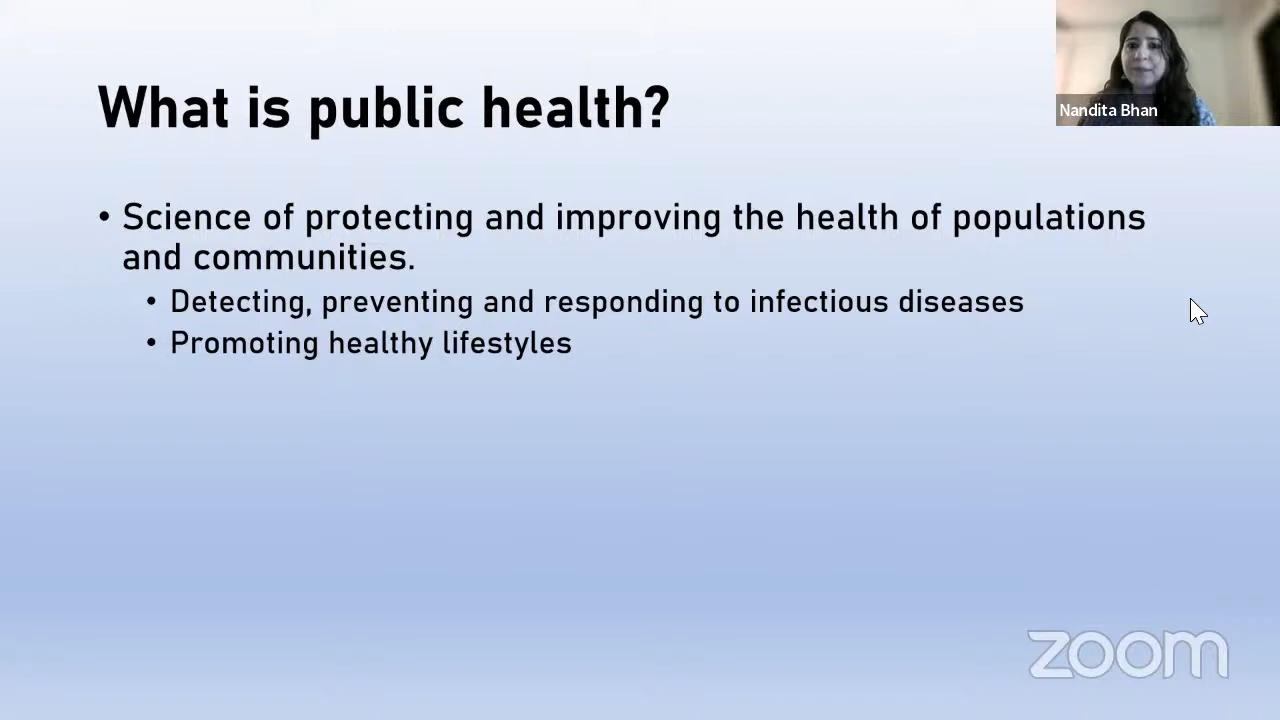 What is public health?
Nandita Bhan
• Science of protecting and improving the health of populations
and communities.
• Detecting, preventing and responding to infectious diseases
• Promoting healthy lifestyles
zoom